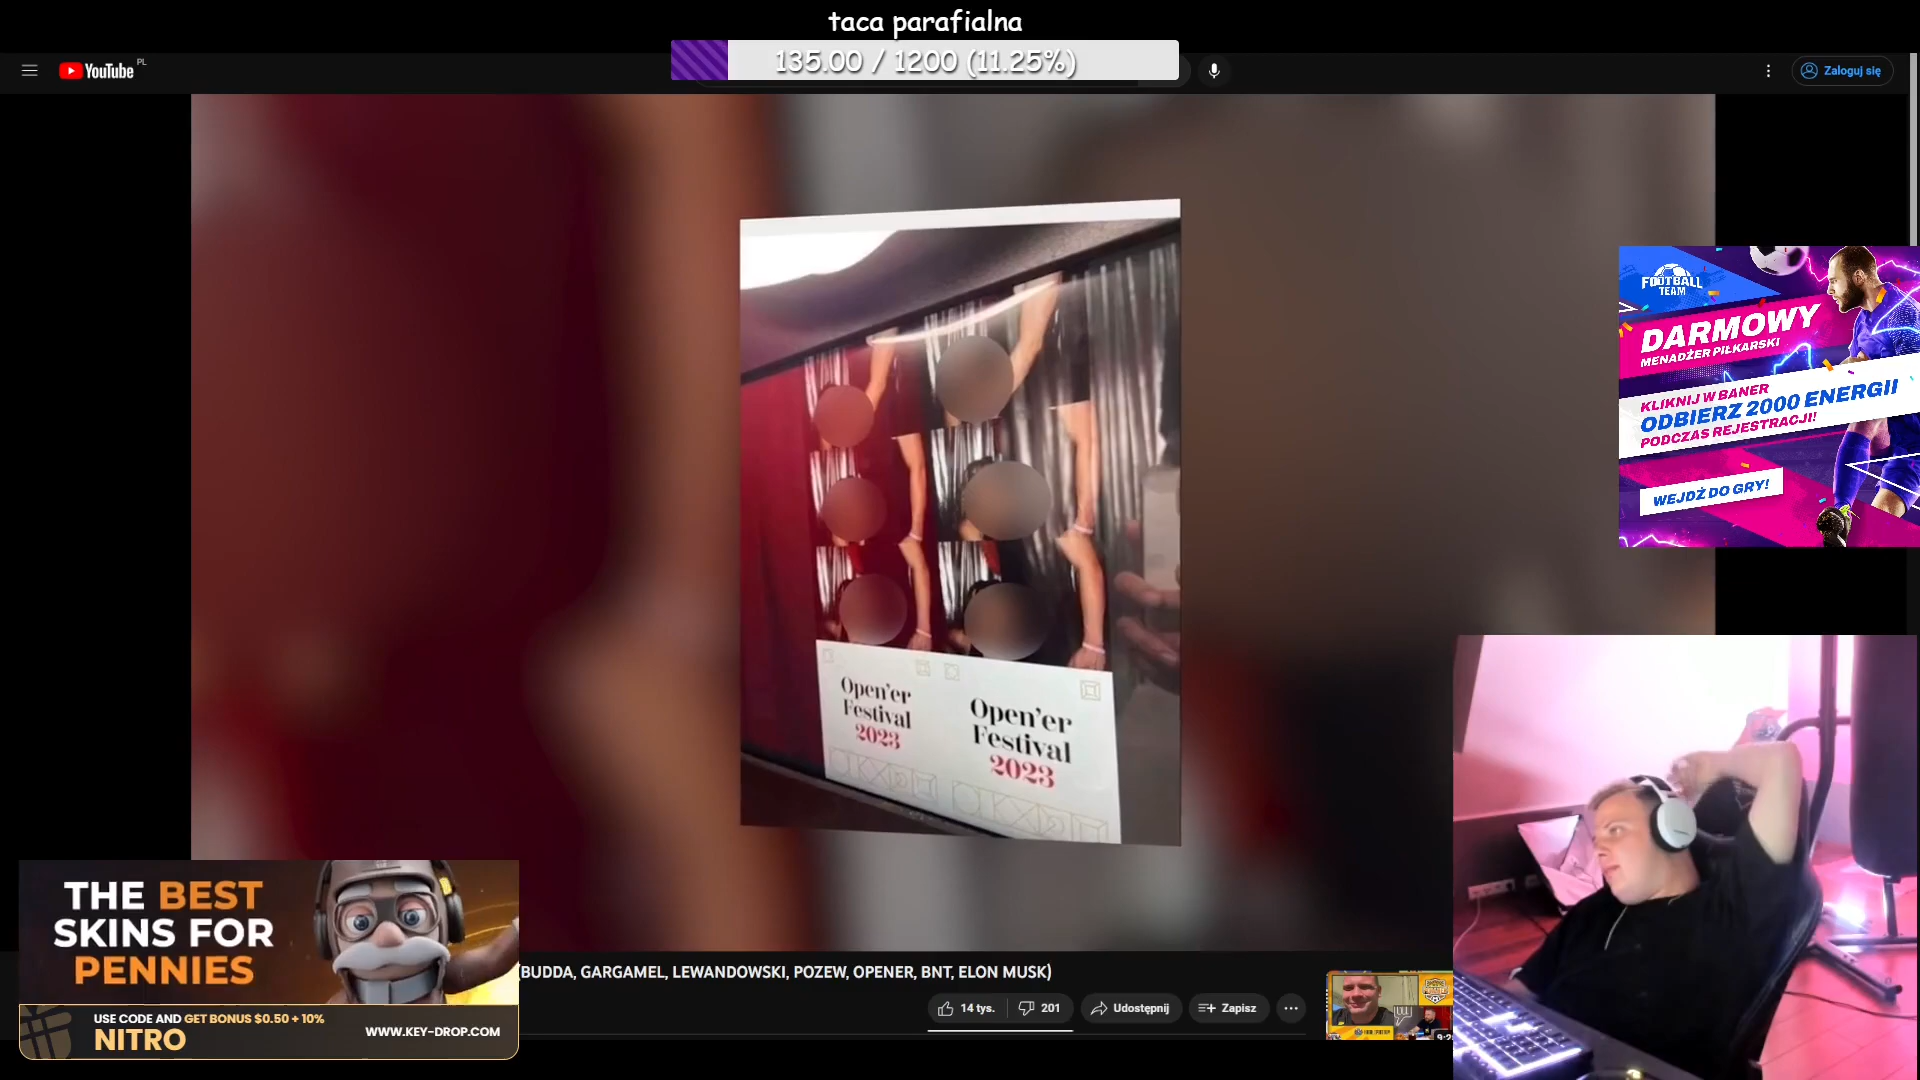 taca parafialna
135.00 / 1200 (11.25%)
YouTube PL
Zaloguj się
FOOTBALL
TEAM
DARMOWY
MENADŻER PIŁKARSKI
KLIKNIJ W BANER
ODBIERZ 2000 ENERGII
PODCZAS REJESTRACJI!
WEJDŹ DO GRY!
Open'er
Festival
2023
Open'er
Festival
2023
THE BEST
SKINS FOR
PENNIES
USE CODE AND GET BONUS $0.50 + 10%
NITRO
WWW.KEY-DROP.COM
(BUDDA, GARGAMEL, LEWANDOWSKI, POZEW, OPENER, BNT, ELON MUSK)
14 tys.
201
Udostępnij
Zapisz